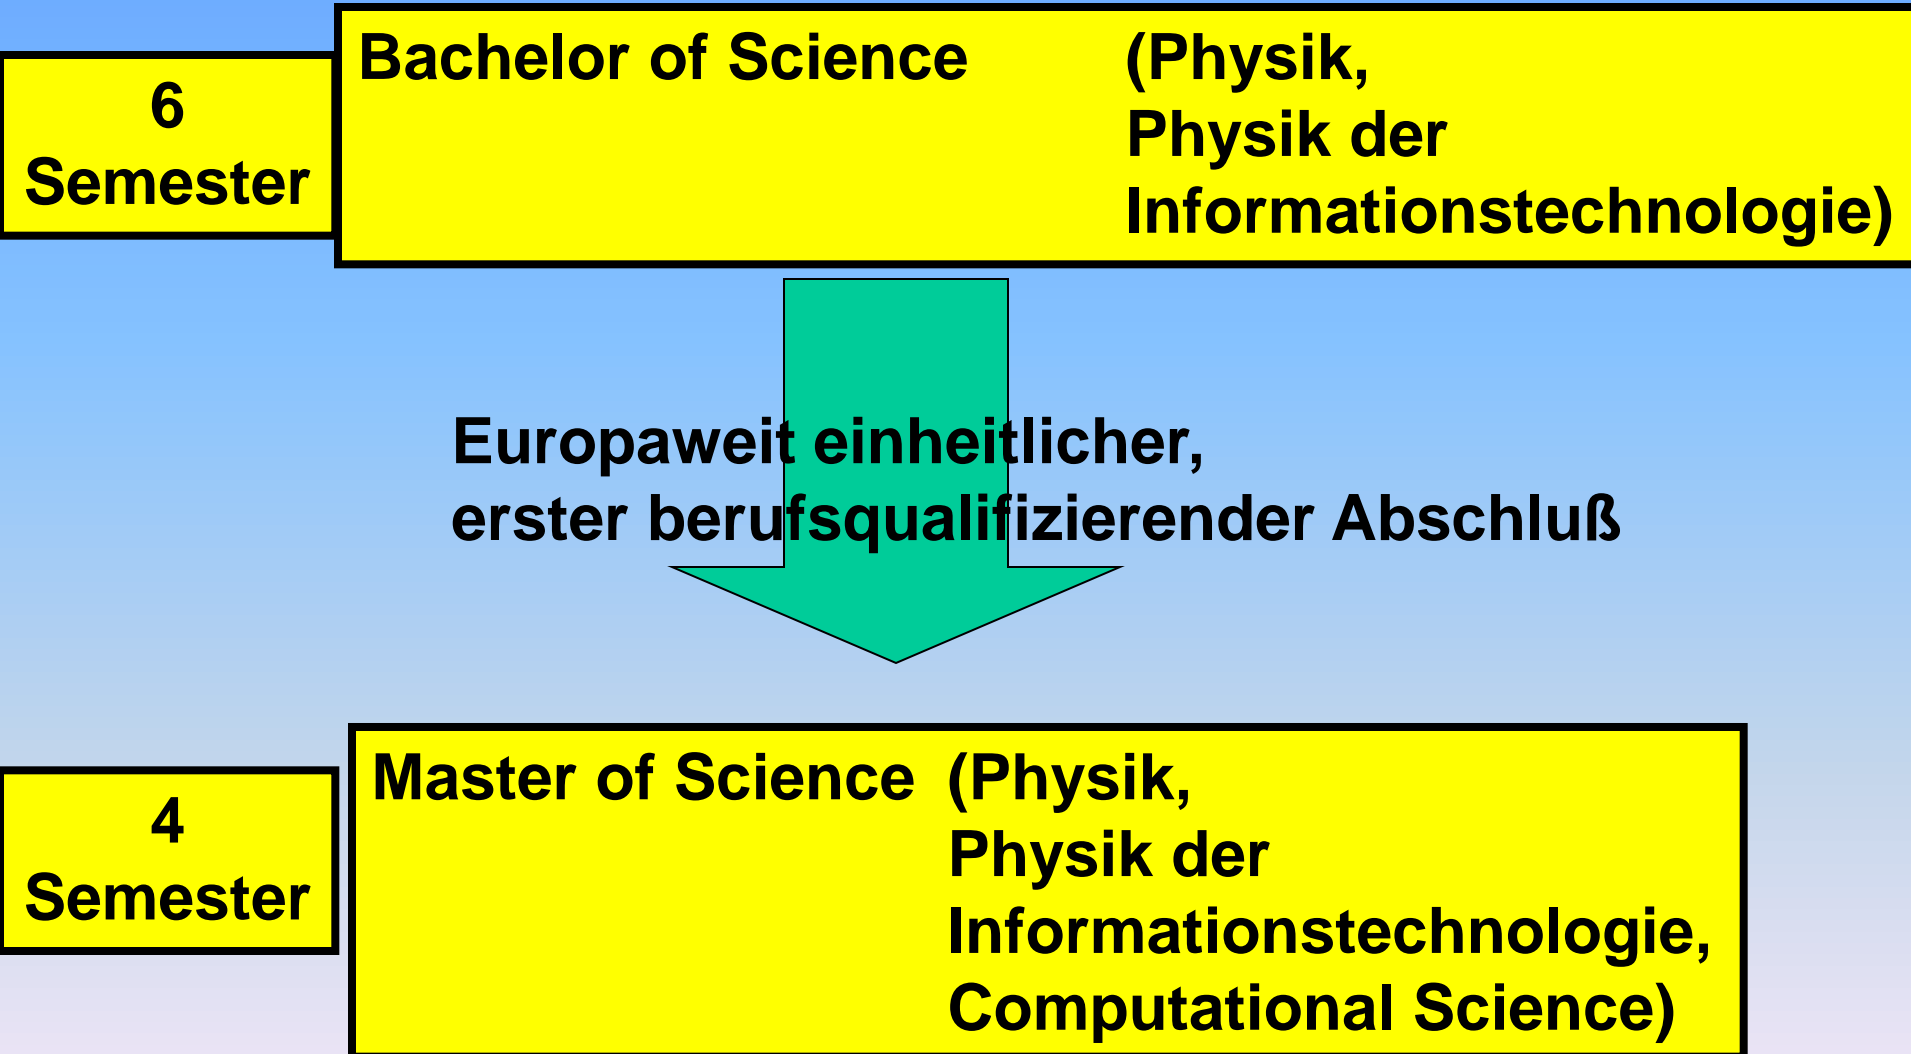 6
Semester
Bachelor of Science (Physik,
Physik der
Informationstechnologie)
Europaweit einheitlicher,
erster berufsqualifizierender Abschluß
4
Semester
Master of Science (Physik,
Physik der
Informationstechnologie,
Computational Science)